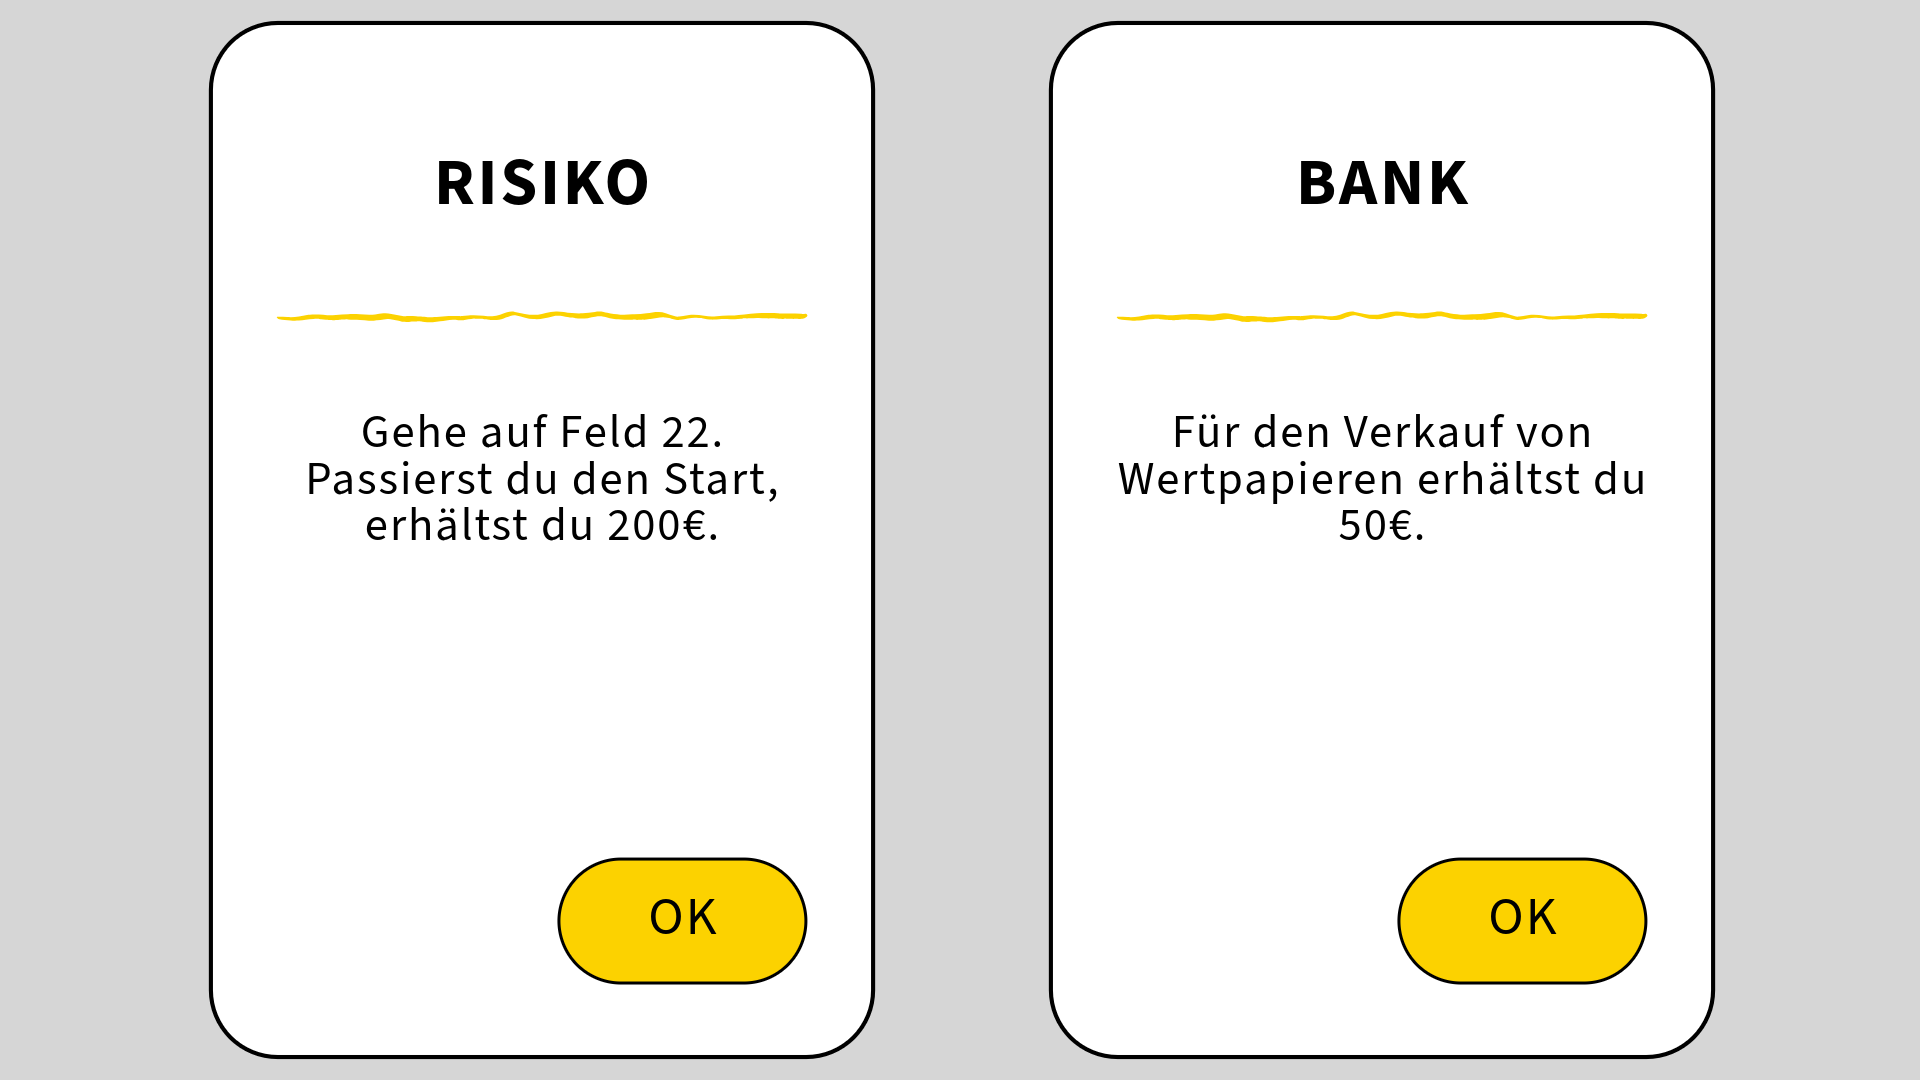 RISIKO
Gehe auf Feld 22.
Passierst du den Start,
erhältst du 200€.
OK
BANK
Für den Verkauf von
Wertpapieren erhältst du
50€.
OK